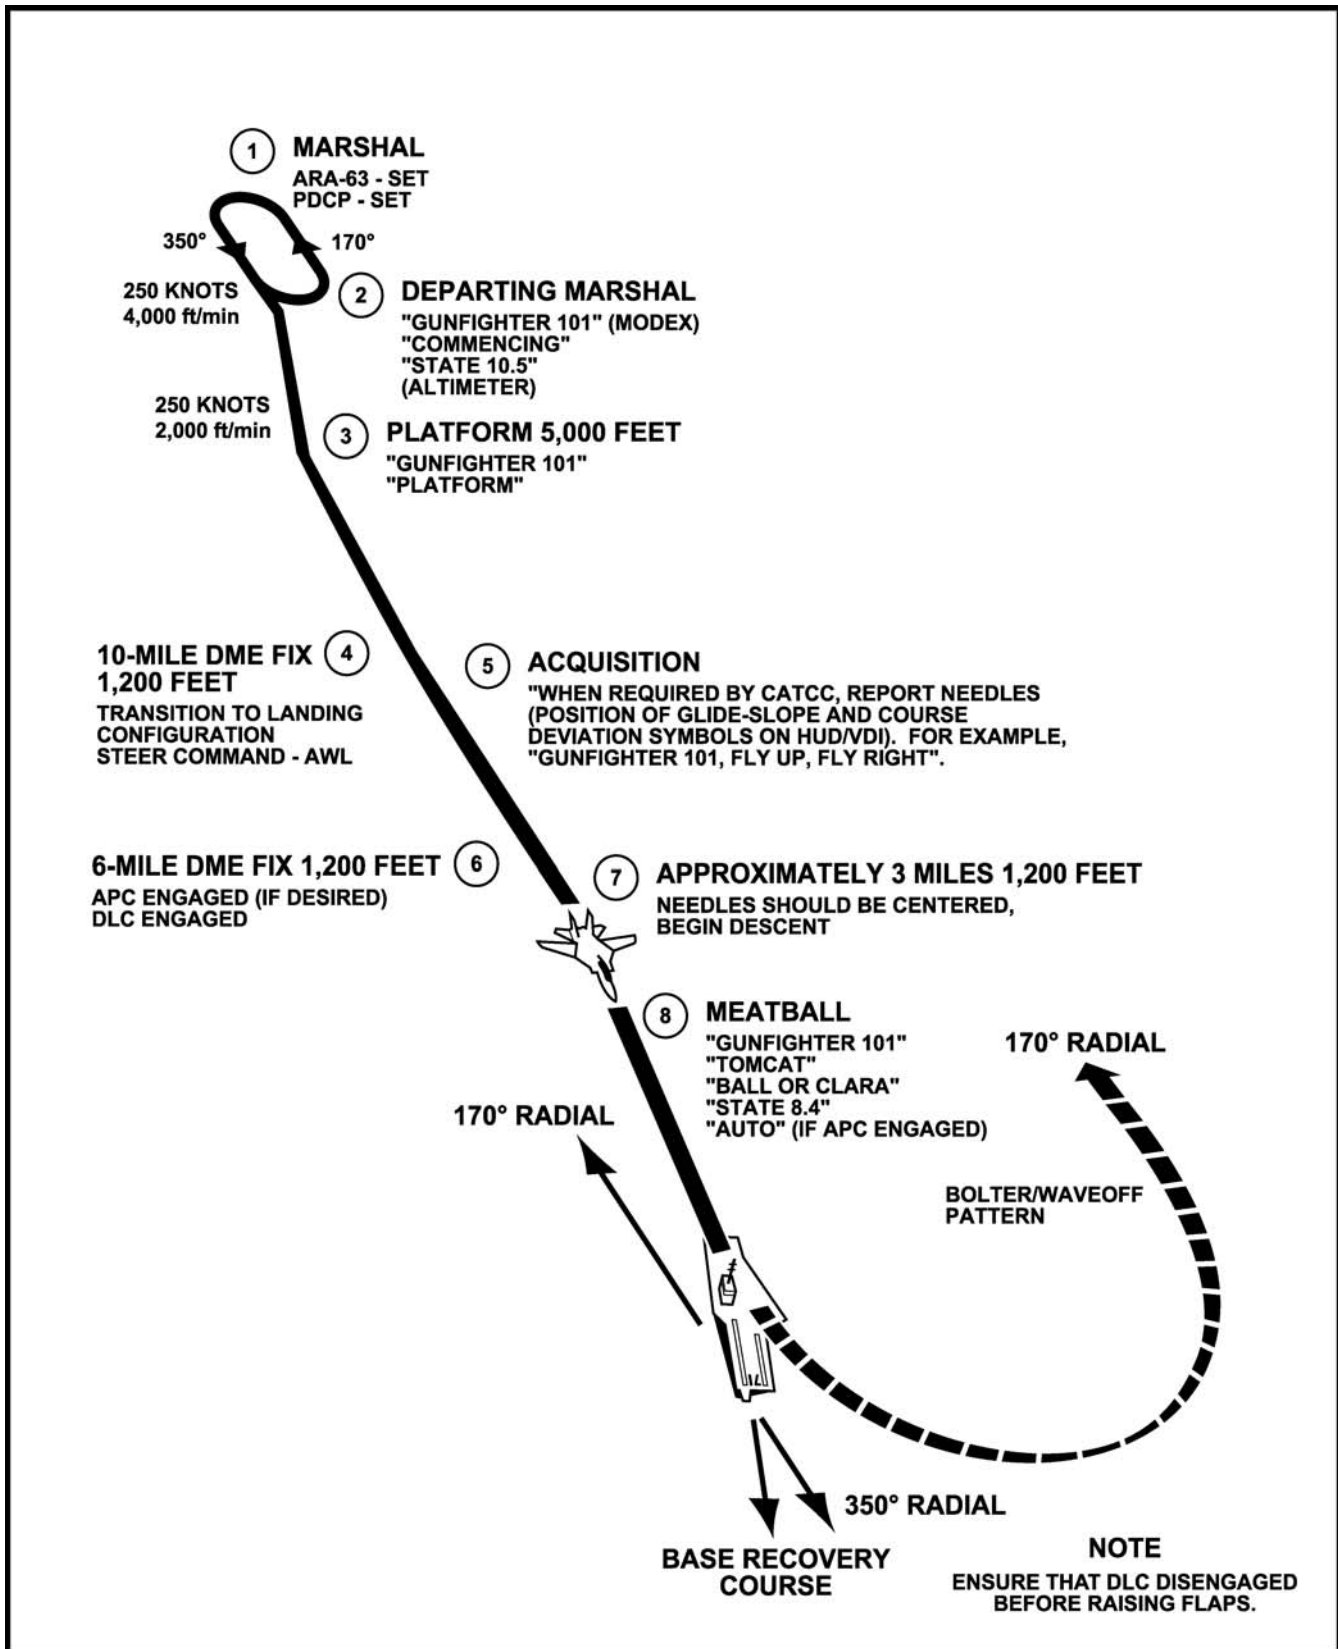 1 MARSHAL
ARA-63 - SET
PDCP - SET
350°
170°
250 KNOTS
4,000 ft/min
2 DEPARTING MARSHAL
"GUNFIGHTER 101" (MODEX)
"COMMENCING"
"STATE 10.5"
(ALTIMETER)
250 KNOTS
2,000 ft/min
3 PLATFORM 5,000 FEET
"GUNFIGHTER 101"
"PLATFORM"
10-MILE DME FIX 4
1,200 FEET
TRANSITION TO LANDING
CONFIGURATION
STEER COMMAND - AWL
5 ACQUISITION
"WHEN REQUIRED BY CATCC, REPORT NEEDLES
(POSITION OF GLIDE-SLOPE AND COURSE
DEVIATION SYMBOLS ON HUD/VDI). FOR EXAMPLE,
"GUNFIGHTER 101, FLY UP, FLY RIGHT".
6-MILE DME FIX 1,200 FEET 6
APC ENGAGED (IF DESIRED)
DLC ENGAGED
7 APPROXIMATELY 3 MILES 1,200 FEET
NEEDLES SHOULD BE CENTERED,
BEGIN DESCENT
8 MEATBALL
"GUNFIGHTER 101"
"TOMCAT"
"BALL OR CLARA"
"STATE 8.4"
"AUTO" (IF APC ENGAGED)
170° RADIAL
170° RADIAL
BOLTER/WAVEOFF
PATTERN
350° RADIAL
BASE RECOVERY
COURSE
NOTE
ENSURE THAT DLC DISENGAGED
BEFORE RAISING FLAPS.